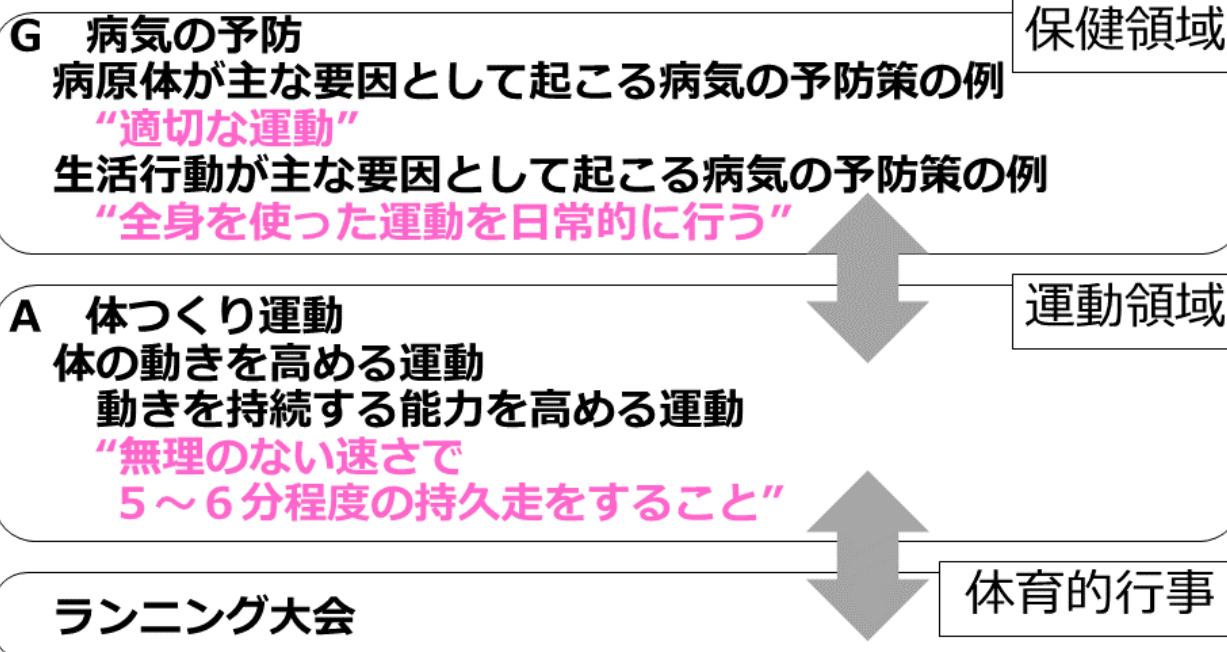 保健領域
G 病気の予防
病原体が主な要因として起こる病気の予防策の例
“適切な運動”
生活行動が主な要因として起こる病気の予防策の例
“全身を使った運動を日常的に行う”
運動領域
A 体つくり運動
体の動きを高める運動
動きを持続する能力を高める運動
“無理のない速さで
５～６分程度の持久走をすること”
体育的行事
ランニング大会